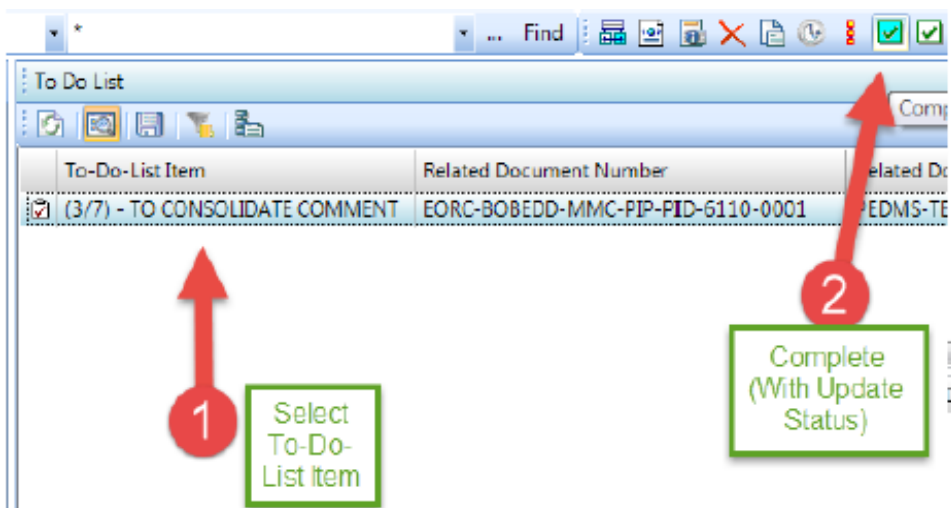 * ... Find
To Do List
Comp
To-Do-List Item Related Document Number elated Do
(3/7) - TO CONSOLIDATE COMMENT EORC-BOBEDD-MMC-PIP-PID-6110-0001 PEDMS-TE
2
Complete
(With Update
Status)
1
Select
To-Do-
List Item